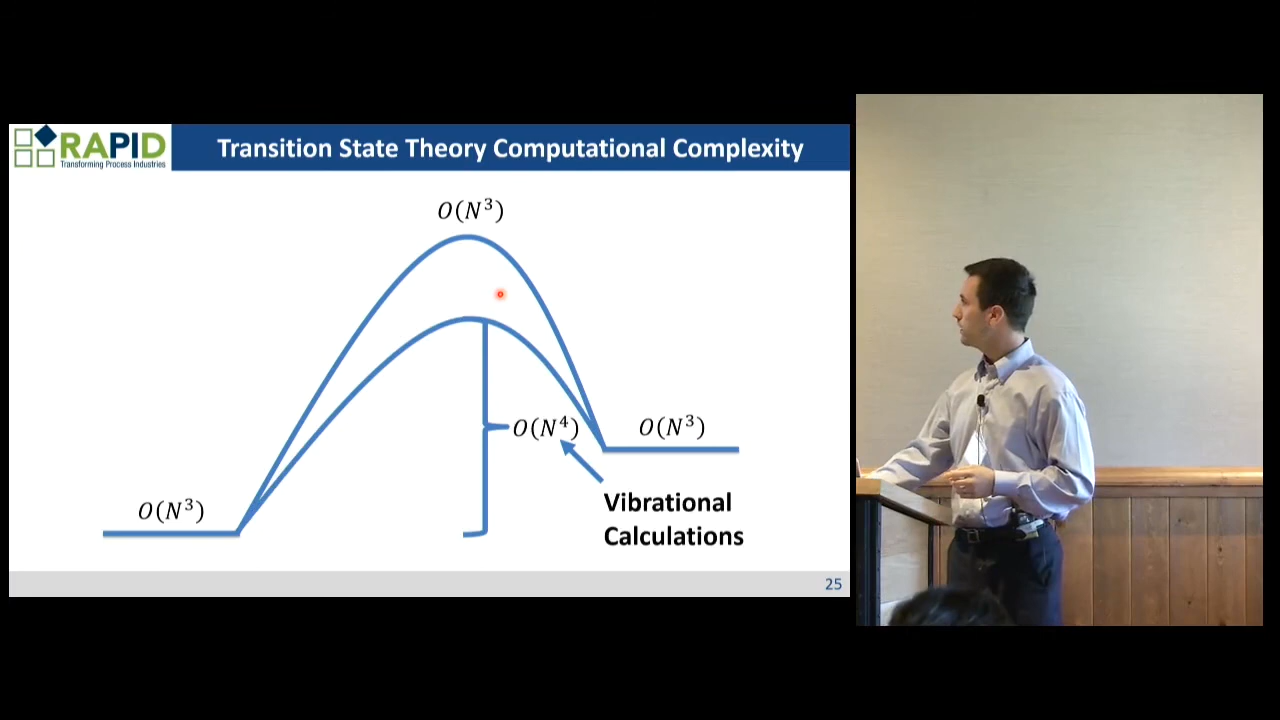 RAPID
Transforming Process Industries
Transition State Theory Computational Complexity
O(N³)
O(N⁴)
O(N³)
O(N³)
Vibrational
Calculations
25